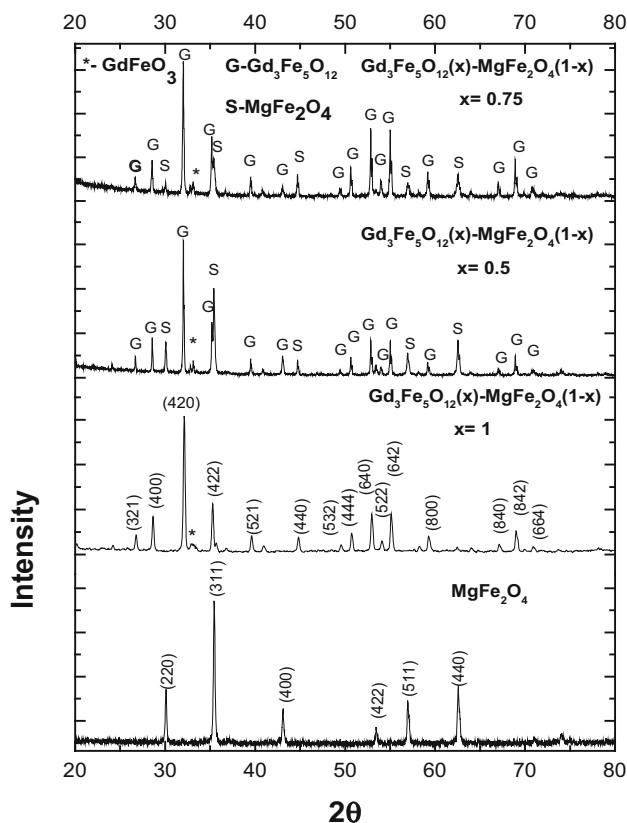 20 30 40 50 60 70 80
*- GdFeO3 G-Gd3Fe5O12 Gd3Fe5O12(x)-MgFe2O4(1-x)
S-MgFe2O4 x= 0.75
G G S G * G S G G S G G G G G S G S G G G
Gd3Fe5O12(x)-MgFe2O4(1-x)
x= 0.5
G G S G * G S G G S G G G G G S G S G G G
Gd3Fe5O12(x)-MgFe2O4(1-x)
x= 1
(321) (400) (420) * (422) (521) (440) (532) (444) (640) (522) (642) (800) (840) (842) (664)
MgFe2O4
(220) (311) (400) (422) (511) (440)
20 30 40 50 60 70 80
2θ
Intensity